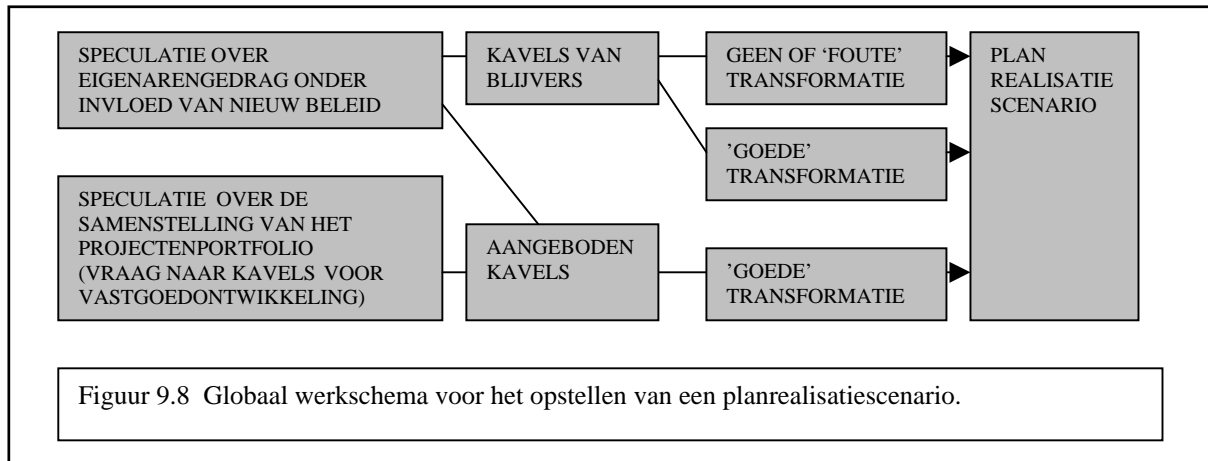 SPECULATIE OVER
EIGENARENGEDRAG ONDER
INVLOED VAN NIEUW BELEID
KAVELS VAN
BLIJVERS
GEEN OF ‘FOUTE’
TRANSFORMATIE
PLAN
REALISATIE
SCENARIO
’GOEDE’
TRANSFORMATIE
SPECULATIE OVER DE
SAMENSTELLING VAN HET
PROJECTENPORTFOLIO
(VRAAG NAAR KAVELS VOOR
VASTGOEDONTWIKKELING)
AANGEBODEN
KAVELS
’GOEDE’
TRANSFORMATIE
Figuur 9.8 Globaal werkschema voor het opstellen van een planrealisatiescenario.